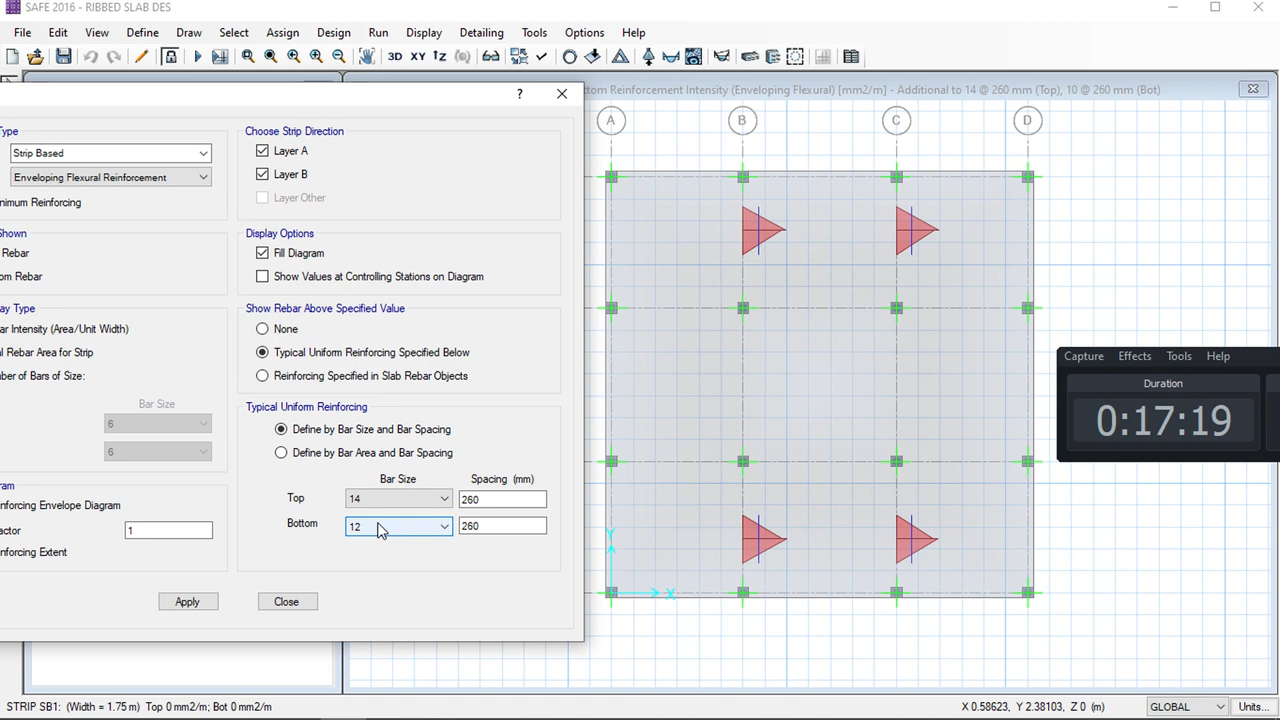 SAFE 2016 - RIBBED SLAB DES
File Edit View Define Draw Select Assign Design Run Display Detailing Tools Options Help
3D XY
ttom Reinforcement Intensity (Enveloping Flexural) [mm2/m] - Additional to 14 @ 260 mm (Top), 10 @ 260 mm (Bot)
?
Type
Strip Based
Enveloping Flexural Reinforcement
nimum Reinforcing
Shown
Rebar
om Rebar
ay Type
ar Intensity (Area/Unit Width)
l Rebar Area for Strip
nber of Bars of Size:
Bar Size
6
6
ram
nforcing Envelope Diagram
actor 1
nforcing Extent
Choose Strip Direction
Layer A
Layer B
Layer Other
Display Options
Fill Diagram
Show Values at Controlling Stations on Diagram
Show Rebar Above Specified Value
None
Typical Uniform Reinforcing Specified Below
Reinforcing Specified in Slab Rebar Objects
Typical Uniform Reinforcing
Define by Bar Size and Bar Spacing
Define by Bar Area and Bar Spacing
Bar Size Spacing (mm)
Top 14 260
Bottom 12 260
Apply Close
A B C D
Y
X
Capture Effects Tools Help
Duration
0:17:19
STRIP SB1: (Width = 1.75 m) Top 0 mm2/m; Bot 0 mm2/m
X 0.58623, Y 2.38103, Z 0 (m)
GLOBAL
Units...